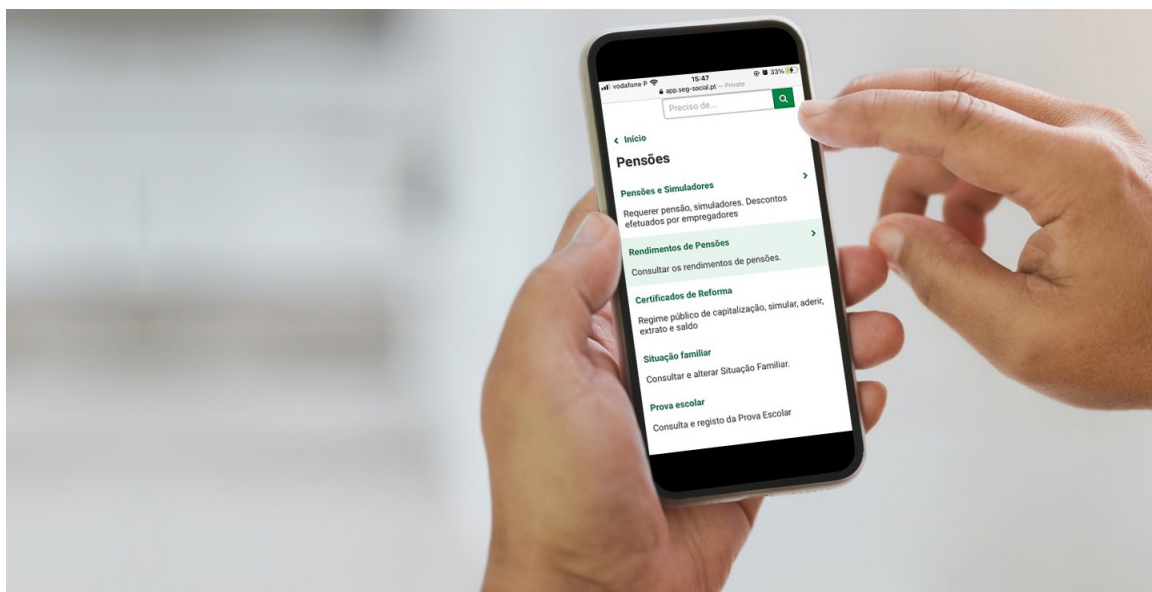 vodafone P 15:47 33%
app.seg-social.pt — Private
Preciso de...
Início
Pensões
Pensões e Simuladores
Requerer pensão, simuladores. Descontos
efetuados por empregadores
Rendimentos de Pensões
Consultar os rendimentos de pensões.
Certificados de Reforma
Regime público de capitalização, simular, aderir,
extrato e saldo
Situação familiar
Consultar e alterar Situação Familiar.
Prova escolar
Consulta e registo da Prova Escolar